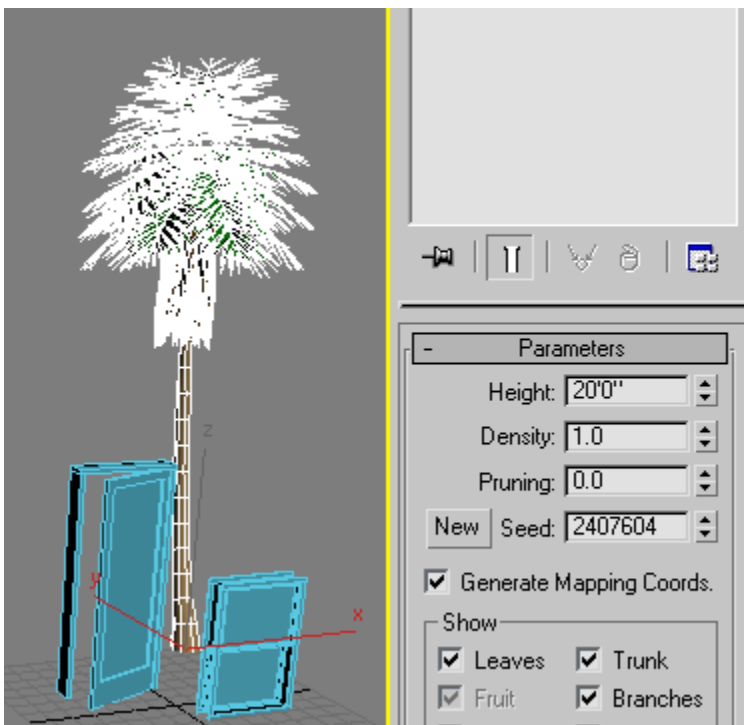 z
y
x
- Parameters
Height: 20'0"
Density: 1.0
Pruning: 0.0
New Seed: 2407604
Generate Mapping Coords.
Show
Leaves Trunk
Fruit Branches